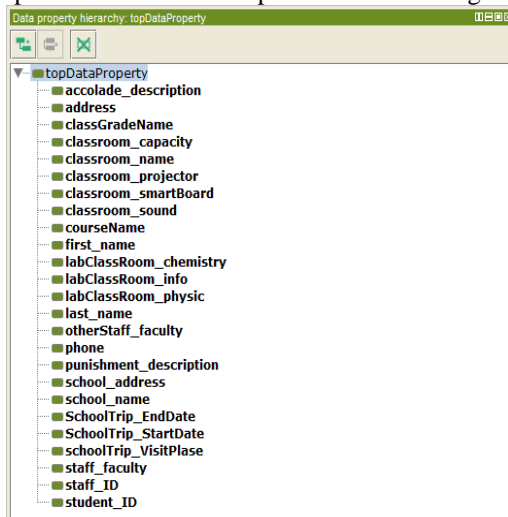 Data property hierarchy: topDataProperty
topDataProperty
accolade_description
address
classGradeName
classroom_capacity
classroom_name
classroom_projector
classroom_smartBoard
classroom_sound
courseName
first_name
labClassRoom_chemistry
labClassRoom_info
labClassRoom_physic
last_name
otherStaff_faculty
phone
punishment_description
school_address
school_name
SchoolTrip_EndDate
SchoolTrip_StartDate
schoolTrip_VisitPlase
staff_faculty
staff_ID
student_ID